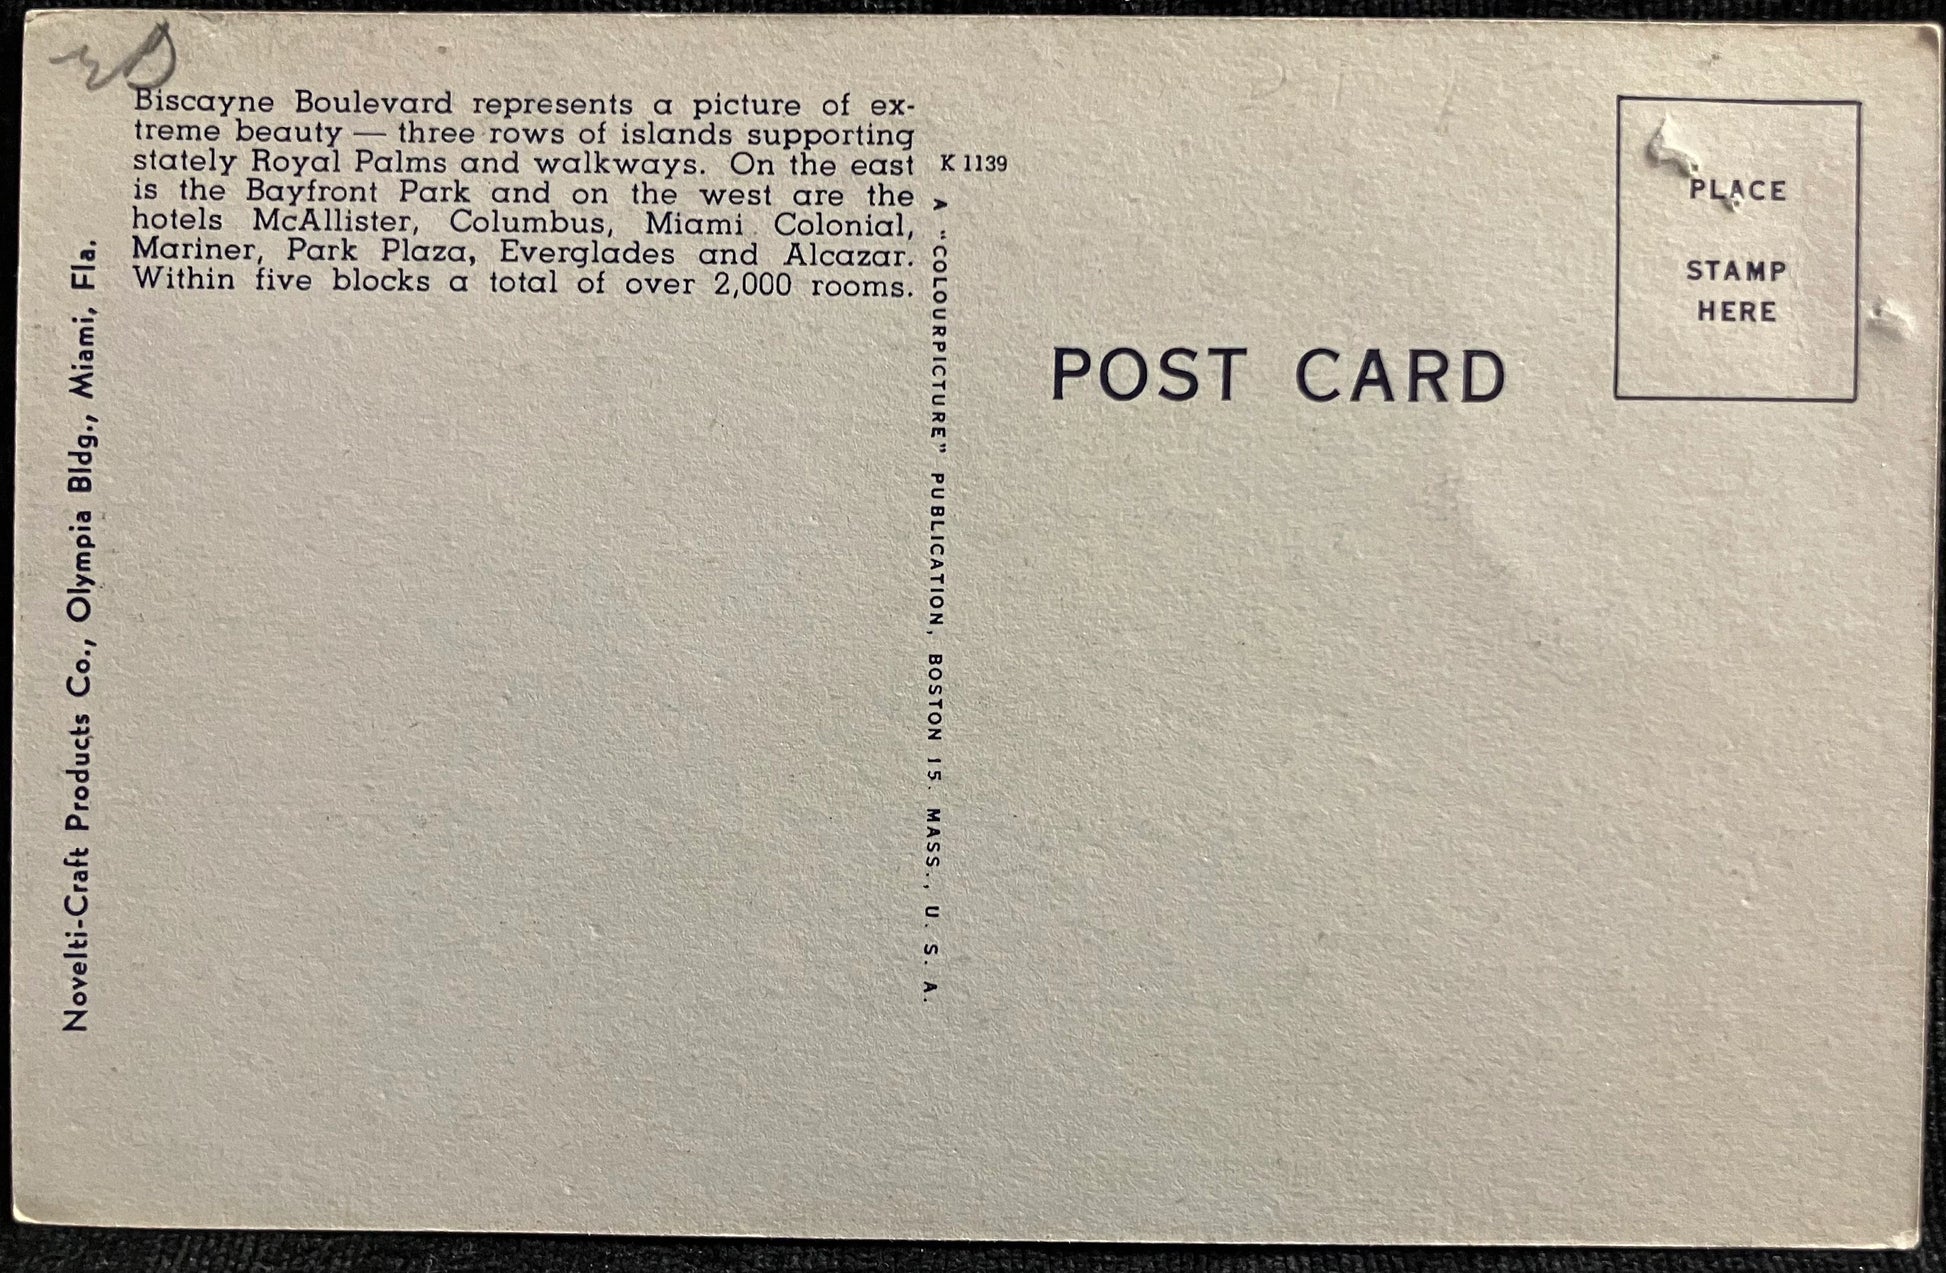 Biscayne Boulevard represents a picture of ex-
treme beauty — three rows of islands supporting
stately Royal Palms and walkways. On the east
is the Bayfront Park and on the west are the
hotels McAllister, Columbus, Miami Colonial,
Mariner, Park Plaza, Everglades and Alcazar.
Within five blocks a total of over 2,000 rooms.
Novelti-Craft Products Co., Olympia Bldg., Miami, Fla.
K 1139
A "COLOURPICTURE" PUBLICATION, BOSTON 15. MASS., U. S. A.
POST CARD
PLACE
STAMP
HERE